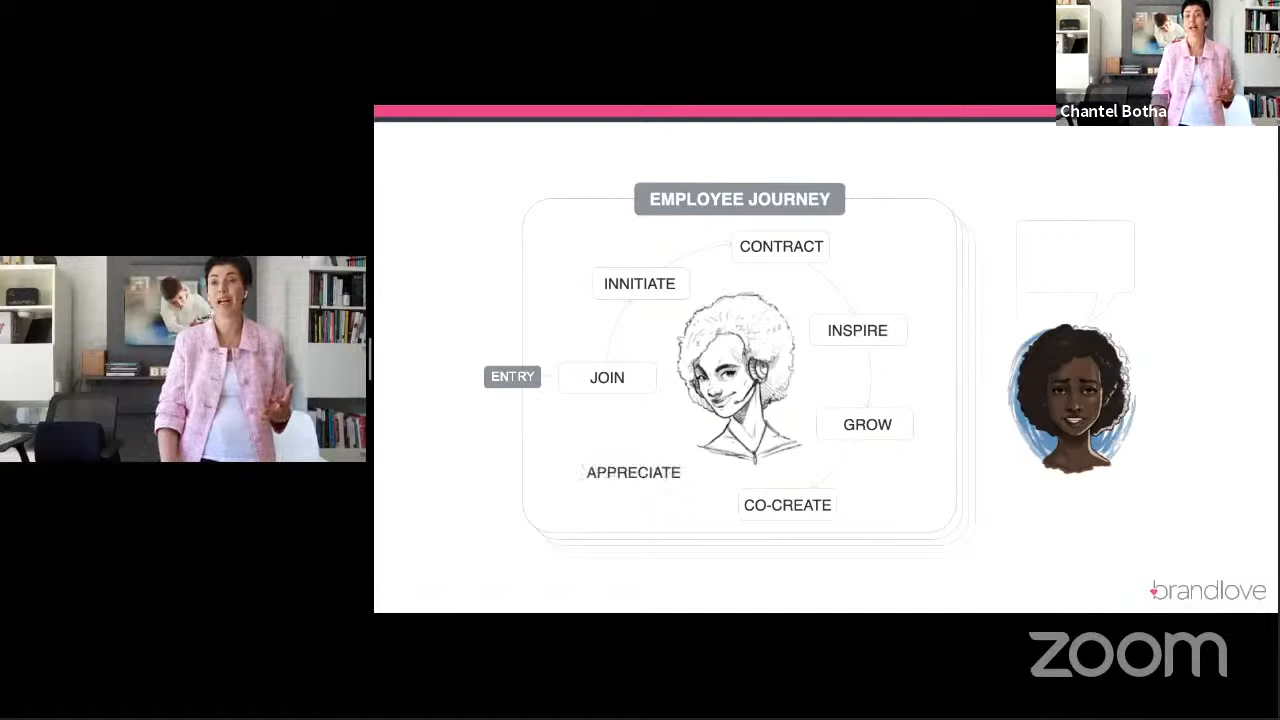 Chantel Botha
EMPLOYEE JOURNEY
CONTRACT
INNITIATE
INSPIRE
ENTRY
JOIN
GROW
APPRECIATE
CO-CREATE
brandlove
zoom